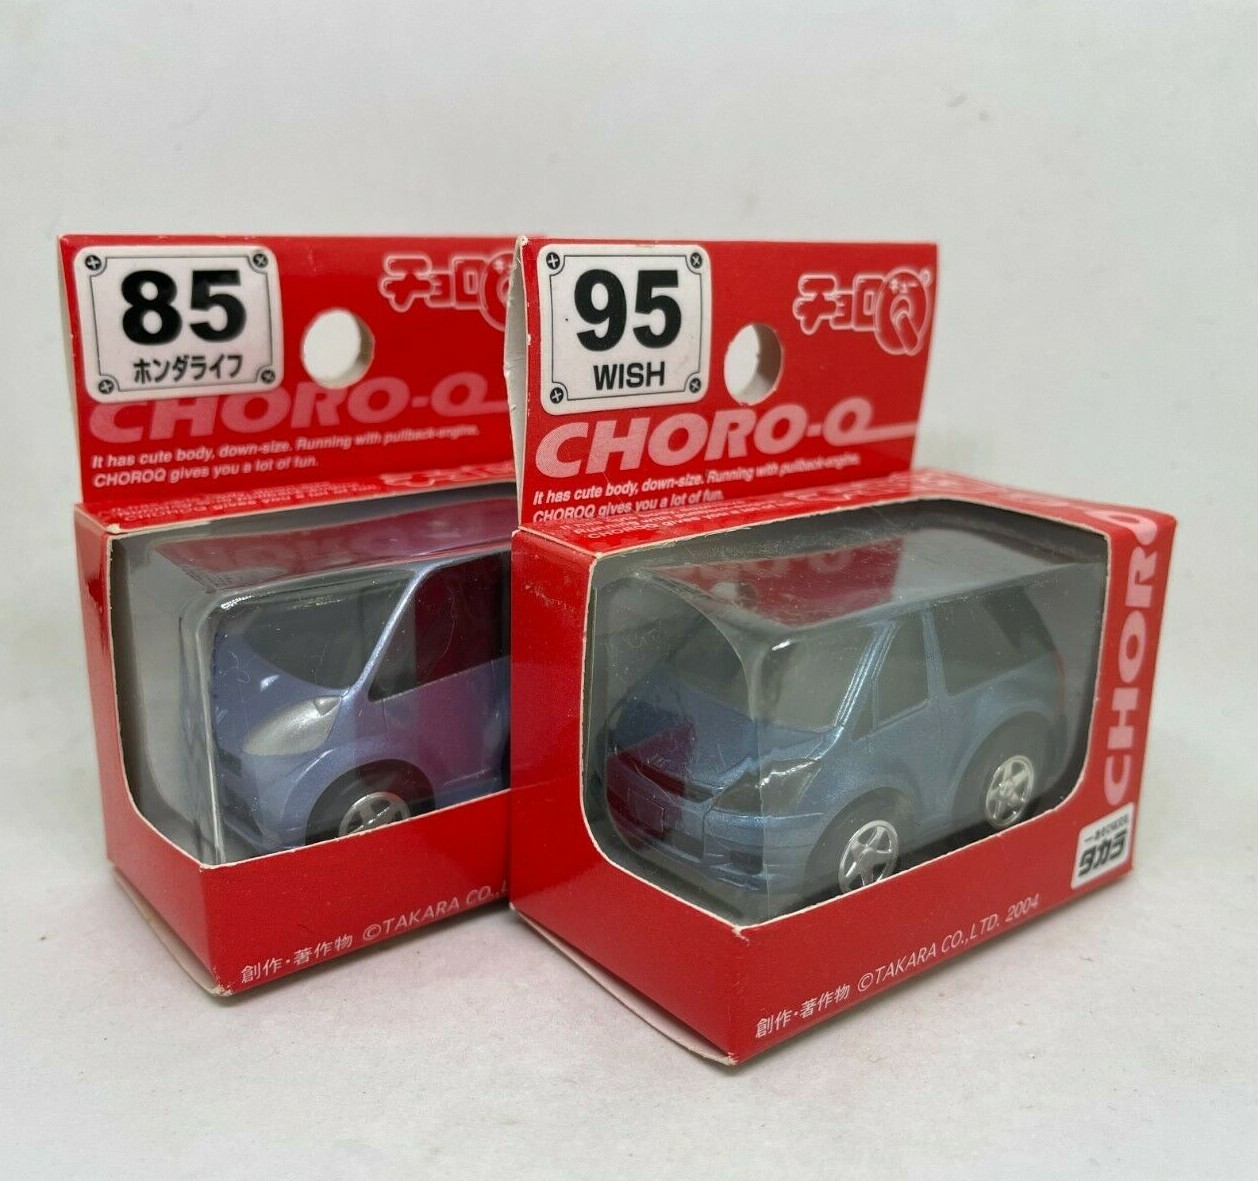 85
ホンダライフ
チョロQ
CHORO-Q
It has cute body, down-size. Running with pullback-engine.
CHOROQ gives you a lot of fun.
創作・著作物 ©TAKARA CO.,L
95
WISH
チョロQ
CHORO-Q
It has cute body, down-size. Running with pullback-engine.
CHOROQ gives you a lot of fun.
CHORO
タカラ
創作・著作物 ©TAKARA CO.,LTD. 2004